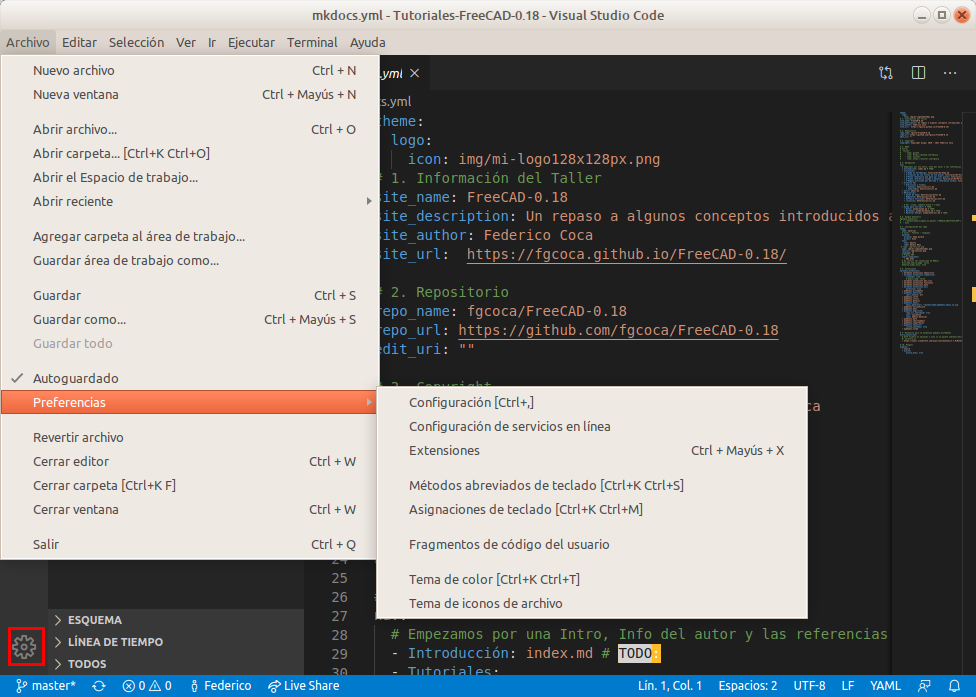 mkdocs.yml - Tutoriales-FreeCAD-0.18 - Visual Studio Code
Archivo Editar Selección Ver Ir Ejecutar Terminal Ayuda
Nuevo archivo Ctrl + N
Nueva ventana Ctrl + Mayús + N
Abrir archivo... Ctrl + O
Abrir carpeta... [Ctrl+K Ctrl+O]
Abrir el Espacio de trabajo...
Abrir reciente
Agregar carpeta al área de trabajo...
Guardar área de trabajo como...
Guardar Ctrl + S
Guardar como... Ctrl + Mayús + S
Guardar todo
Autoguardado
Preferencias
Revertir archivo
Cerrar editor Ctrl + W
Cerrar carpeta [Ctrl+K F]
Cerrar ventana Ctrl + W
Salir Ctrl + Q
Configuración [Ctrl+,]
Configuración de servicios en línea
Extensiones Ctrl + Mayús + X
Métodos abreviados de teclado [Ctrl+K Ctrl+S]
Asignaciones de teclado [Ctrl+K Ctrl+M]
Fragmentos de código del usuario
Tema de color [Ctrl+K Ctrl+T]
Tema de iconos de archivo
.yml
cs.yml
theme:
logo:
icon: img/mi-logo128x128px.png
# 1. Información del Taller
site_name: FreeCAD-0.18
site_description: Un repaso a algunos conceptos introducidos a
site_author: Federico Coca
site_url: https://fgcoca.github.io/FreeCAD-0.18/
# 2. Repositorio
repo_name: fgcoca/FreeCAD-0.18
repo_url: https://github.com/fgcoca/FreeCAD-0.18
edit_uri: ""
# 3. Copyright
ca
24
25
26
27
28 # Empezamos por una Intro, Info del autor y las referencias
29 - Introducción: index.md # TODO:
30 - Tutoriales:
ESQUEMA
LÍNEA DE TIEMPO
TODOS
master* 0 0 Federico Live Share Lín. 1, Col. 1 Espacios: 2 UTF-8 LF YAML